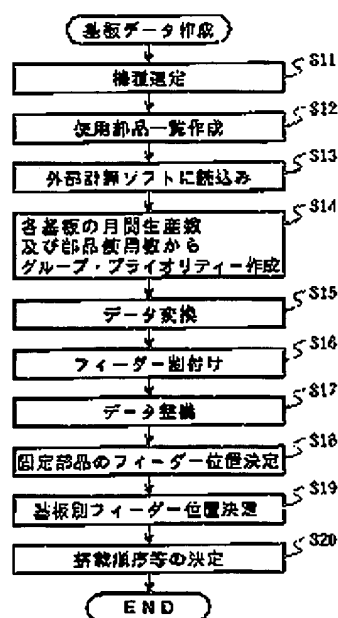 基板データ作成
S11
機種選定
S12
使用部品一覧作成
S13
外部計算ソフトに読込み
S14
各基板の月間生産数
及び部品使用数から
グループ・プライオリティー作成
S15
データ変換
S16
フィーダー割付け
S17
データ整備
S18
固定部品のフィーダー位置決定
S19
基板別フィーダー位置決定
S20
搭載順序等の決定
END